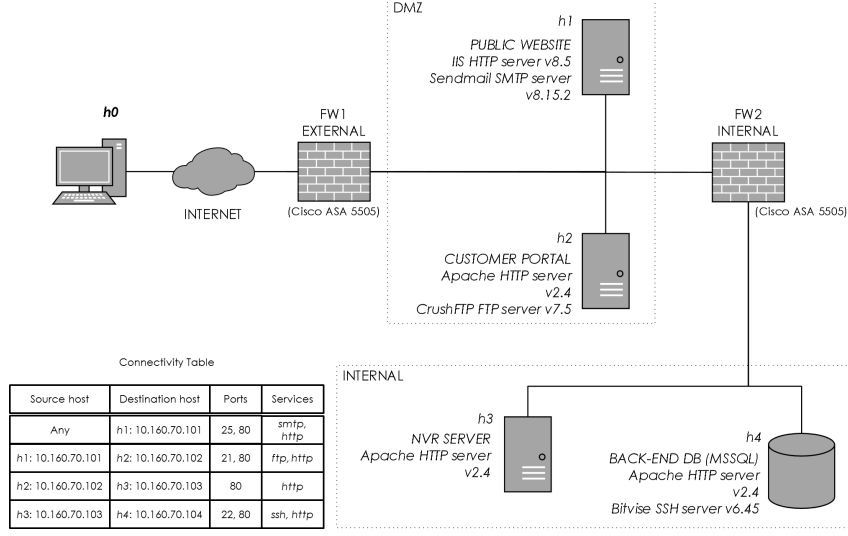 DMZ
h1
PUBLIC WEBSITE
IIS HTTP server v8.5
Sendmail SMTP server
v8.15.2
h0
FW1
EXTERNAL
FW2
INTERNAL
INTERNET
(Cisco ASA 5505)
(Cisco ASA 5505)
h2
CUSTOMER PORTAL
Apache HTTP server
v2.4
CrushFTP FTP server v7.5
Connectivity Table
Source host Destination host Ports Services
Any h1: 10.160.70.101 25, 80 smtp,
http
h1: 10.160.70.101 h2: 10.160.70.102 21, 80 ftp, http
h2: 10.160.70.102 h3: 10.160.70.103 80 http
h3: 10.160.70.103 h4: 10.160.70.104 22, 80 ssh, http
INTERNAL
h3
NVR SERVER
Apache HTTP server
v2.4
h4
BACK-END DB (MSSQL)
Apache HTTP server
v2.4
Bitvise SSH server v6.45